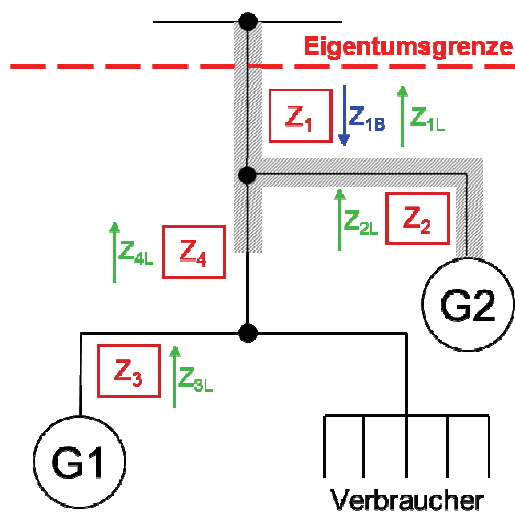 Eigentumsgrenze
Z1 Z1B Z1L
Z2L Z2
Z4L Z4
G2
Z3 Z3L
G1
Verbraucher